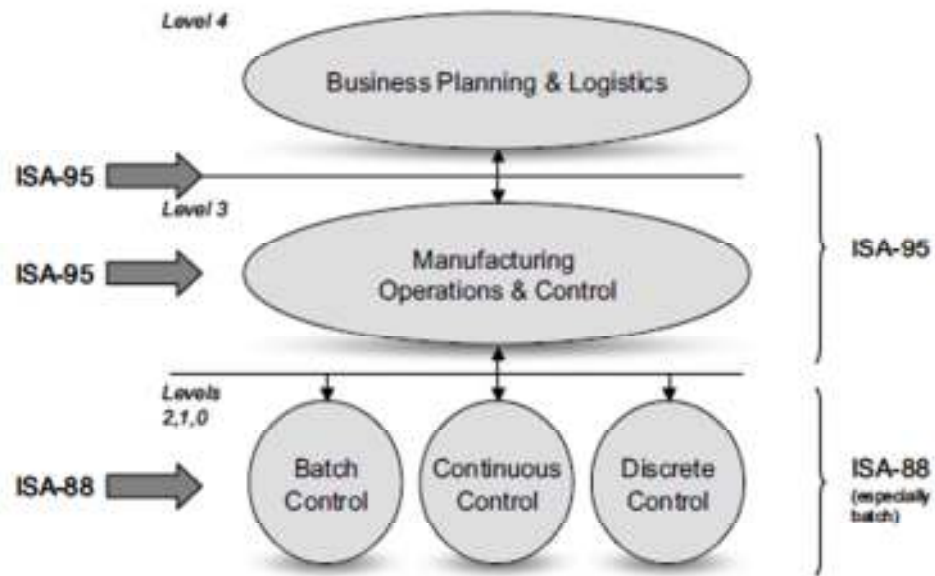 Level 4
Business Planning & Logistics
ISA-95
Level 3
ISA-95
Manufacturing
Operations & Control
ISA-95
Levels
2,1,0
ISA-88
Batch
Control
Continuous
Control
Discrete
Control
ISA-88
(especially
batch)